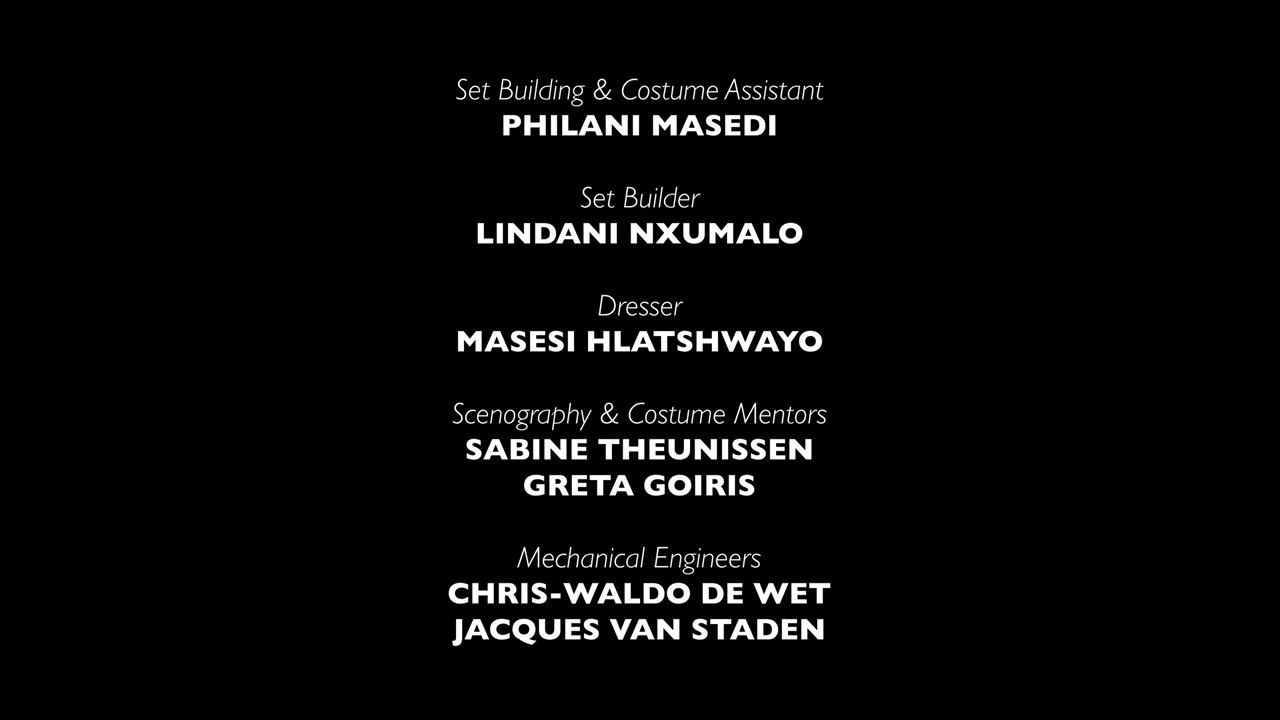 Set Building & Costume Assistant
PHILANI MASEDI
Set Builder
LINDANI NXUMALO
Dresser
MASESI HLATSHWAYO
Scenography & Costume Mentors
SABINE THEUNISSEN
GRETA GOIRIS
Mechanical Engineers
CHRIS-WALDO DE WET
JACQUES VAN STADEN